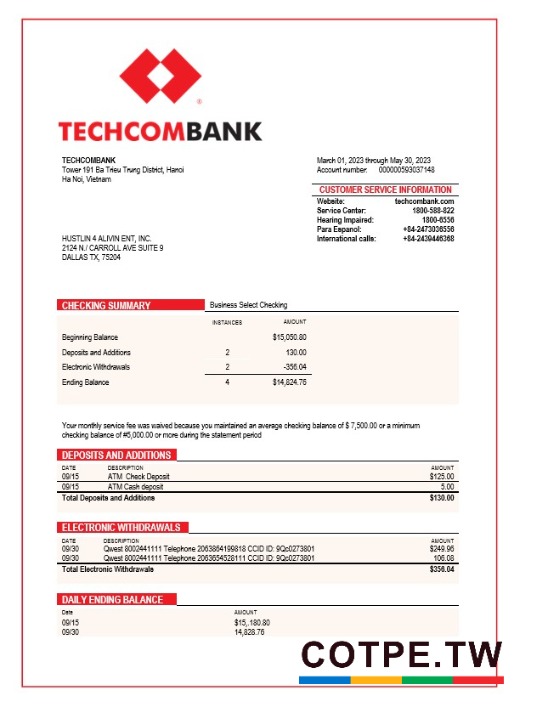 TECHCOMBANK
TECHCOMBANK
Tower 191 Ba Trieu Trung District, Hanoi
Ha Noi, Vietnam
March 01, 2023 through May 30, 2023
Account number: 000000593037148
CUSTOMER SERVICE INFORMATION
Website: techcombank.com
Service Center: 1800-588-822
Hearing Impaired: 1800-6556
Para Espanol: +84-2473036556
International calls: +84-2439446368
HUSTLIN 4 ALIVIN ENT, INC.
2124 N./ CARROLL AVE SUITE 9
DALLAS TX, 75204
CHECKING SUMMARY Business Select Checking
INSTANCES AMOUNT
Beginning Balance $15,050.80
Deposits and Additions 2 130.00
Electronic Withdrawals 2 -356.04
Ending Balance 4 $14,824.76
Your monthly service fee was waived because you maintained an average checking balance of $ 7,500.00 or a minimum
checking balance of #5,000.00 or more during the statement period
DEPOSITS AND ADDITIONS
DATE DESCRIPTION AMOUNT
09/15 ATM Check Deposit $125.00
09/15 ATM Cash deposit 5.00
Total Deposits and Additions $130.00
ELECTRONIC WITHDRAWALS
DATE DESCRIPTION AMOUNT
09/30 Qwest 8002441111 Telephone 2063864199818 CCID ID: 9Qc0273801 $249.96
09/30 Qwest 8002441111 Telephone 2063654528111 CCID ID: 9Qc0273801 106.08
Total Electronic Withdrawals $356.04
DAILY ENDING BALANCE
Date AMOUNT
09/15 $15,.180.80
09/30 14,828.76
COTPE.TW